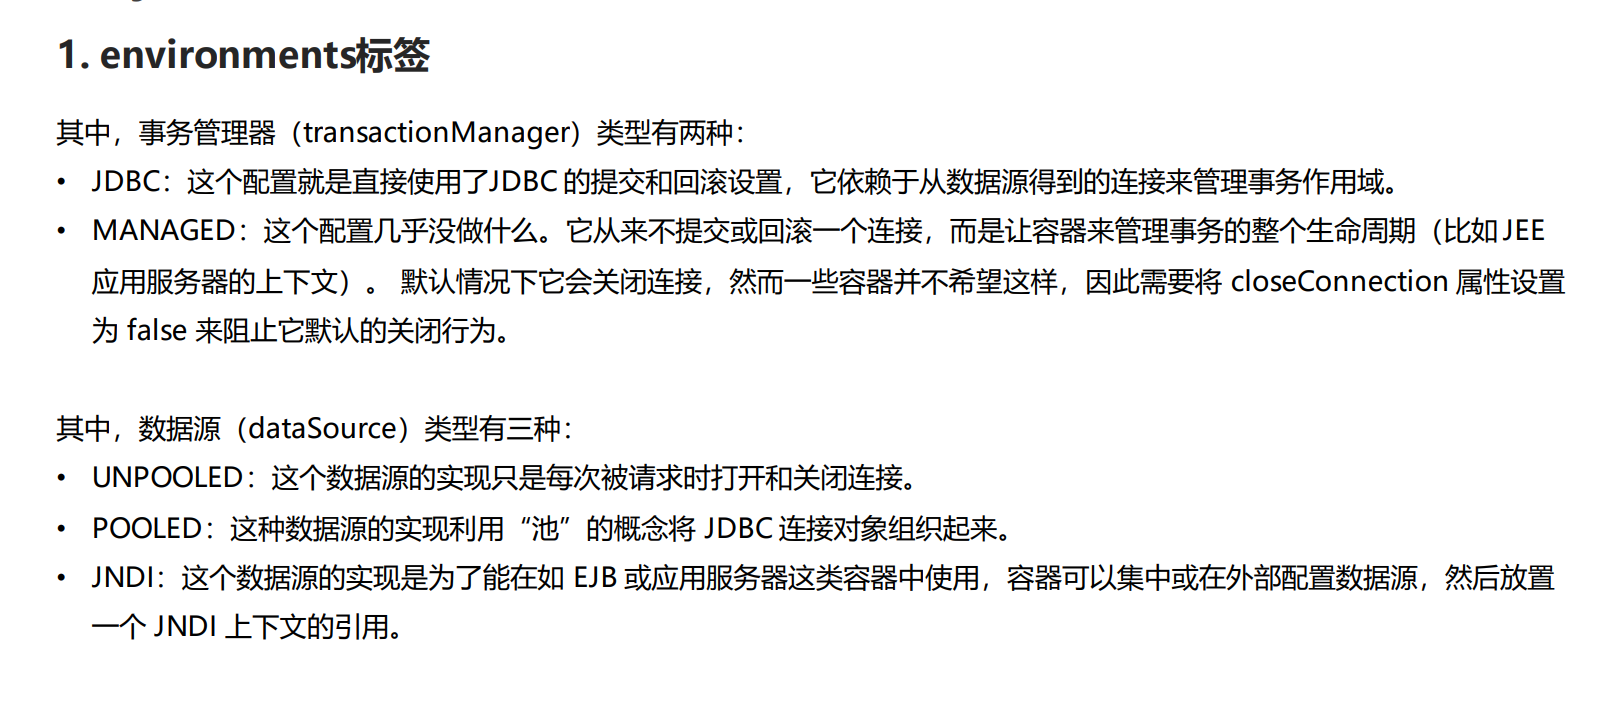 1. environments标签
其中，事务管理器（transactionManager）类型有两种：
• JDBC：这个配置就是直接使用了JDBC 的提交和回滚设置，它依赖于从数据源得到的连接来管理事务作用域。
• MANAGED：这个配置几乎没做什么。它从来不提交或回滚一个连接，而是让容器来管理事务的整个生命周期（比如 JEE
应用服务器的上下文）。 默认情况下它会关闭连接，然而一些容器并不希望这样，因此需要将 closeConnection 属性设置
为 false 来阻止它默认的关闭行为。
其中，数据源（dataSource）类型有三种：
• UNPOOLED：这个数据源的实现只是每次被请求时打开和关闭连接。
• POOLED：这种数据源的实现利用“池”的概念将 JDBC 连接对象组织起来。
• JNDI：这个数据源的实现是为了能在如 EJB 或应用服务器这类容器中使用，容器可以集中或在外部配置数据源，然后放置
一个 JNDI 上下文的引用。